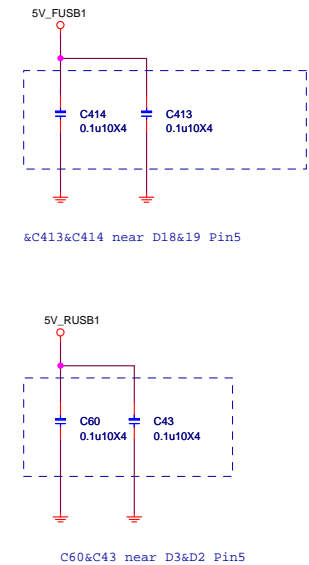 5V_FUSB1
C414 C413
0.1u10X4 0.1u10X4
&C413&C414 near D18&19 Pin5
5V_RUSB1
C60 C43
0.1u10X4 0.1u10X4
C60&C43 near D3&D2 Pin5